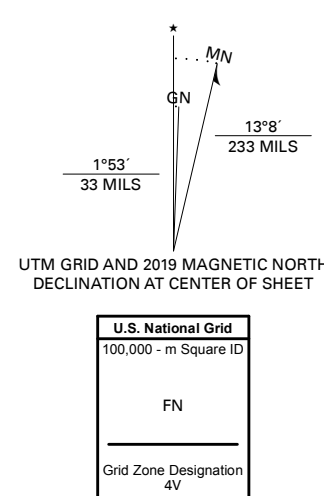 ★
MN
GN
13°8´
233 MILS
1°53´
33 MILS
UTM GRID AND 2019 MAGNETIC NORTH
DECLINATION AT CENTER OF SHEET
U.S. National Grid
100,000 - m Square ID
FN
Grid Zone Designation
4V